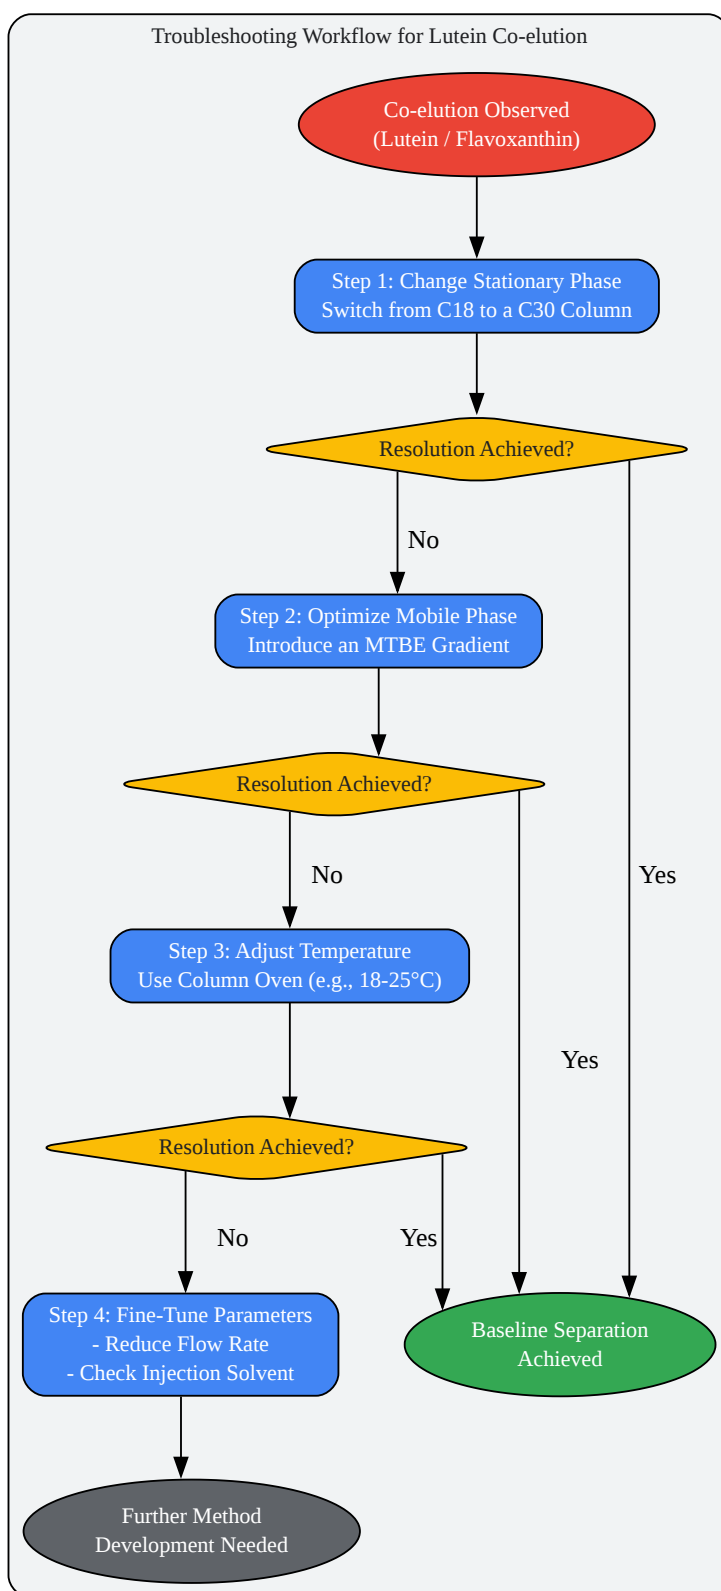 Troubleshooting Workflow for Lutein Co-elution
Co-elution Observed
(Lutein / Flavoxanthin)
Step 1: Change Stationary Phase
Switch from C18 to a C30 Column
Resolution Achieved?
No
Step 2: Optimize Mobile Phase
Introduce an MTBE Gradient
Resolution Achieved?
No
Yes
Step 3: Adjust Temperature
Use Column Oven (e.g., 18-25°C)
Yes
Resolution Achieved?
No
Yes
Step 4: Fine-Tune Parameters
- Reduce Flow Rate
- Check Injection Solvent
Baseline Separation
Achieved
Further Method
Development Needed